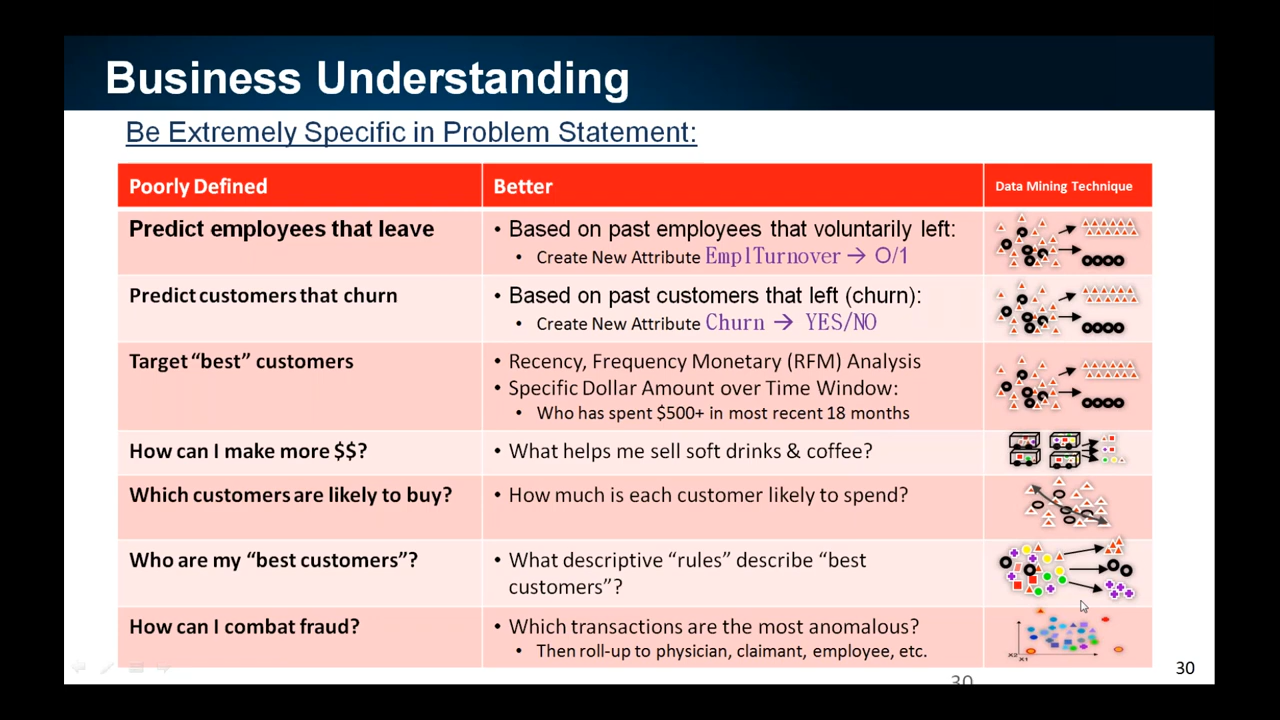 Business Understanding
Be Extremely Specific in Problem Statement:
Poorly Defined
Better
Data Mining Technique
Predict employees that leave
• Based on past employees that voluntarily left:
• Create New Attribute EmplTurnover → O/1
Predict customers that churn
• Based on past customers that left (churn):
• Create New Attribute Churn → YES/NO
Target “best” customers
• Recency, Frequency Monetary (RFM) Analysis
• Specific Dollar Amount over Time Window:
• Who has spent $500+ in most recent 18 months
How can I make more $$?
• What helps me sell soft drinks & coffee?
Which customers are likely to buy?
• How much is each customer likely to spend?
Who are my “best customers”?
• What descriptive “rules” describe “best
customers”?
How can I combat fraud?
• Which transactions are the most anomalous?
• Then roll-up to physician, claimant, employee, etc.
X2
X1
30
30